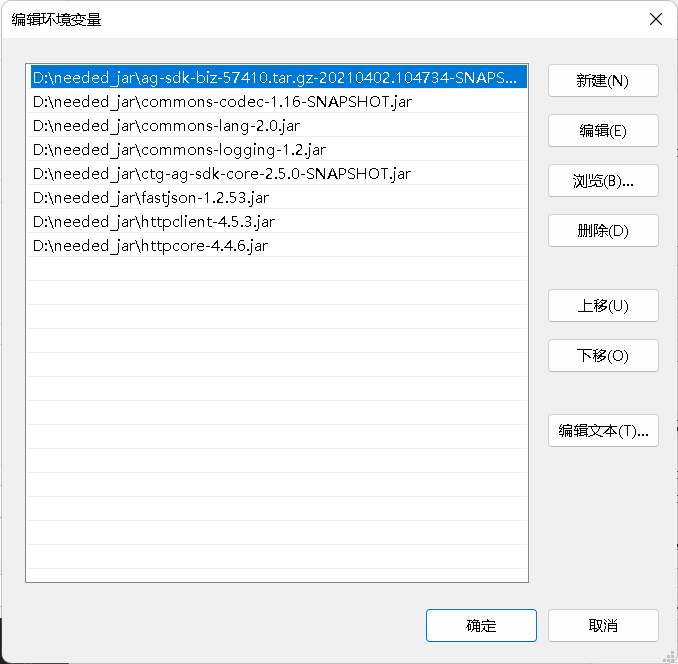 编辑环境变量
D:\needed_jar\ag-sdk-biz-57410.tar.gz-20210402.104734-SNAPS...
D:\needed_jar\commons-codec-1.16-SNAPSHOT.jar
D:\needed_jar\commons-lang-2.0.jar
D:\needed_jar\commons-logging-1.2.jar
D:\needed_jar\ctg-ag-sdk-core-2.5.0-SNAPSHOT.jar
D:\needed_jar\fastjson-1.2.53.jar
D:\needed_jar\httpclient-4.5.3.jar
D:\needed_jar\httpcore-4.4.6.jar
新建(N)
编辑(E)
浏览(B)...
删除(D)
上移(U)
下移(O)
编辑文本(T)...
确定
取消